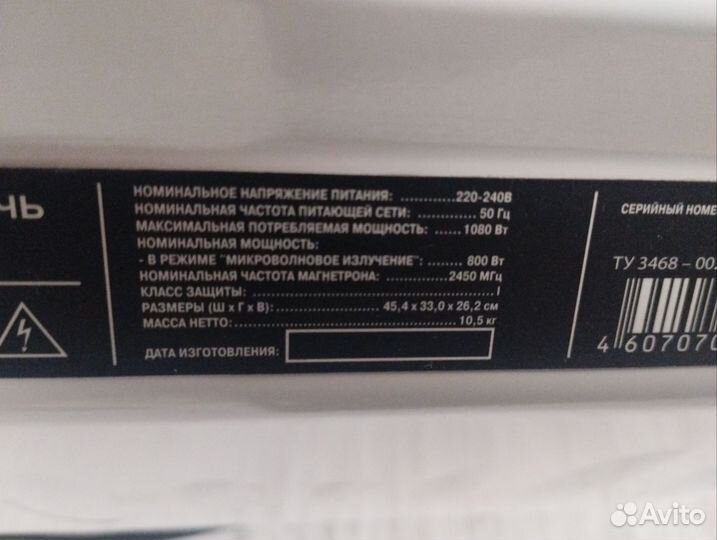 ЧЬ
НОМИНАЛЬНОЕ НАПРЯЖЕНИЕ ПИТАНИЯ: ............220-240В
НОМИНАЛЬНАЯ ЧАСТОТА ПИТАЮЩЕЙ СЕТИ: ............ 50 Гц
МАКСИМАЛЬНАЯ ПОТРЕБЛЯЕМАЯ МОЩНОСТЬ: ...... 1080 Вт
НОМИНАЛЬНАЯ МОЩНОСТЬ:
- В РЕЖИМЕ "МИКРОВОЛНОВОЕ ИЗЛУЧЕНИЕ": ......... 800 Вт
НОМИНАЛЬНАЯ ЧАСТОТА МАГНЕТРОНА: ............... 2450 МГц
КЛАСС ЗАЩИТЫ: ........................................ I
РАЗМЕРЫ (Ш х Г х В): .................. 45,4 х 33,0 х 26,2 см
МАССА НЕТТО: ........................................ 10,5 кг
ДАТА ИЗГОТОВЛЕНИЯ:
СЕРИЙНЫЙ НОМЕ
ТУ 3468 – 00
4 607070
Avito